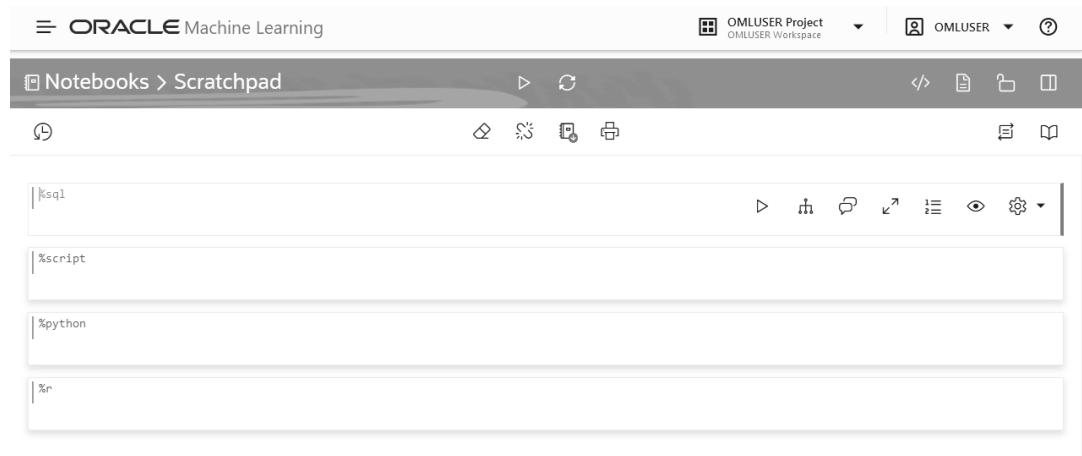 ORACLE Machine Learning
OMLUSER Project
OMLUSER Workspace
OMLUSER
Notebooks > Scratchpad
%sql
%script
%python
%r